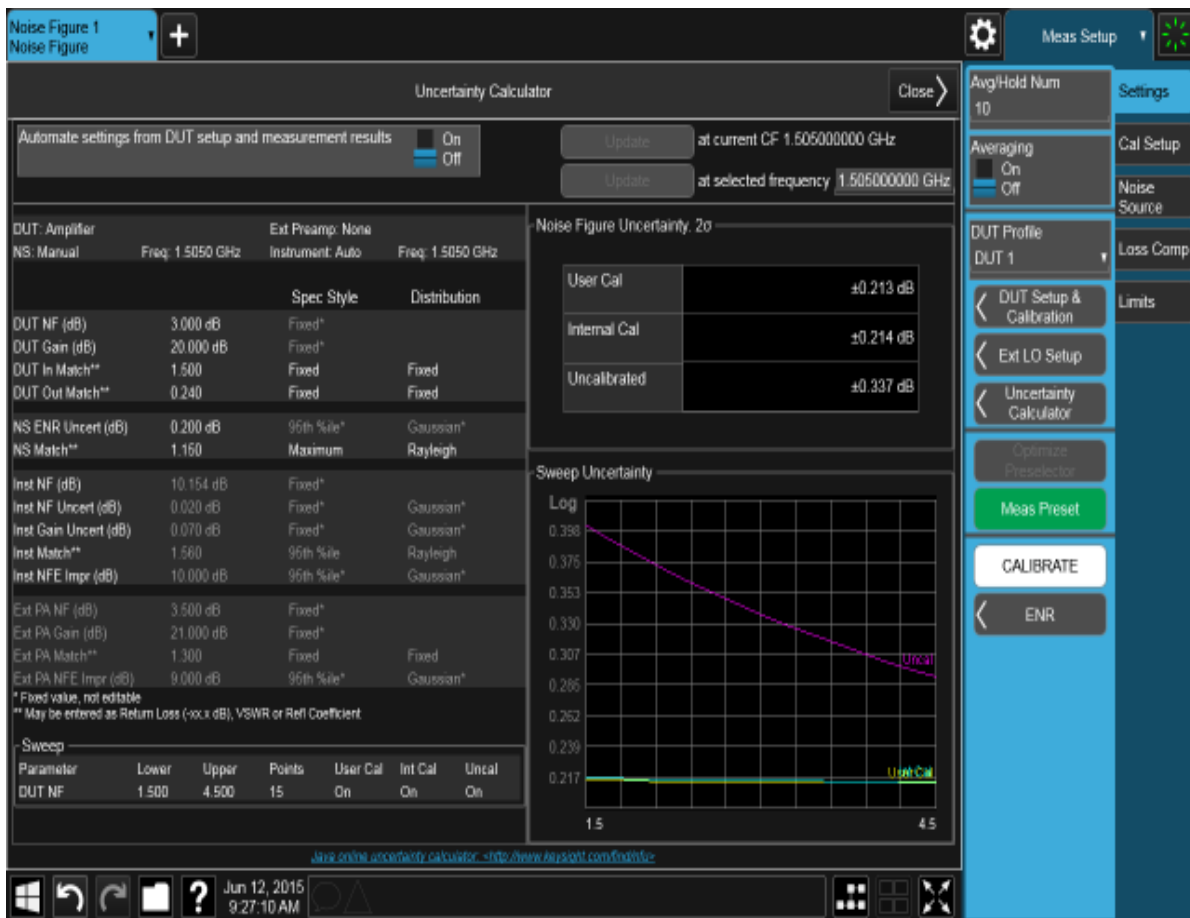 Noise Figure 1
Noise Figure
+
Meas Setup
Uncertainty Calculator
Close
Automate settings from DUT setup and measurement results
On
Off
Update at current CF 1.505000000 GHz
Update at selected frequency 1.505000000 GHz
DUT: Amplifier Ext Preamp: None
NS: Manual Freq: 1.5050 GHz Instrument: Auto Freq: 1.5050 GHz
Spec Style Distribution
DUT NF (dB) 3.000 dB Fixed*
DUT Gain (dB) 20.000 dB Fixed*
DUT In Match** 1.500 Fixed Fixed
DUT Out Match** 0.240 Fixed Fixed
NS ENR Uncert (dB) 0.200 dB 95th %ile* Gaussian*
NS Match** 1.150 Maximum Rayleigh
Inst NF (dB) 10.154 dB Fixed*
Inst NF Uncert (dB) 0.020 dB Fixed* Gaussian*
Inst Gain Uncert (dB) 0.070 dB Fixed* Gaussian*
Inst Match** 1.560 95th %ile Rayleigh
Inst NFE Impr (dB) 10.000 dB 95th %ile* Gaussian*
Ext PA NF (dB) 3.500 dB Fixed*
Ext PA Gain (dB) 21.000 dB Fixed*
Ext PA Match** 1.300 Fixed Fixed
Ext PA NFE Impr (dB) 9.000 dB 95th %ile* Gaussian*
* Fixed value, not editable
** May be entered as Return Loss (-xx.x dB), VSWR or Refl Coefficient
Sweep
Parameter Lower Upper Points User Cal Int Cal Uncal
DUT NF 1.500 4.500 15 On On On
Noise Figure Uncertainty, 2σ
User Cal ±0.213 dB
Internal Cal ±0.214 dB
Uncalibrated ±0.337 dB
Sweep Uncertainty
Log
0.398
0.375
0.353
0.330
0.307
0.285
0.262
0.239
0.217
Uncal
User Cal
1.5 4.5
Java online uncertainty calculator: <http://www.keysight.com/find/nfu>
Avg/Hold Num
10
Averaging
On
Off
DUT Profile
DUT 1
DUT Setup &
Calibration
Ext LO Setup
Uncertainty
Calculator
Optimize
Preselector
Meas Preset
CALIBRATE
ENR
Settings
Cal Setup
Noise
Source
Loss Comp
Limits
?
Jun 12, 2015
9:27:10 AM